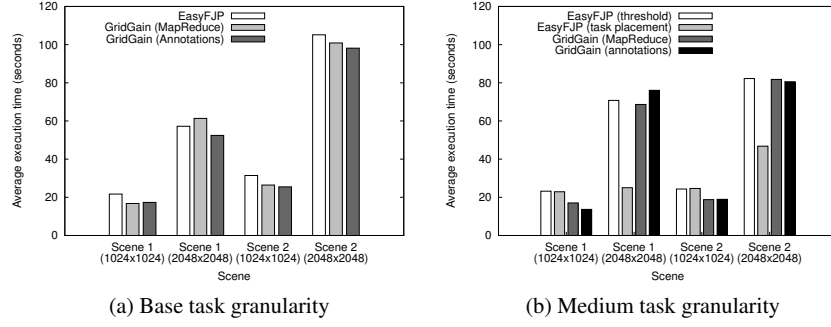 EasyFJP
GridGain (MapReduce)
GridGain (Annotations)
120
100
80
60
40
20
0
Average execution time (seconds)
Scene 1
(1024x1024)
Scene 1
(2048x2048)
Scene 2
(1024x1024)
Scene 2
(2048x2048)
Scene
(a) Base task granularity
EasyFJP (threshold)
EasyFJP (task placement)
GridGain (MapReduce)
GridGain (annotations)
120
100
80
60
40
20
0
Average execution time (seconds)
Scene 1
(1024x1024)
Scene 1
(2048x2048)
Scene 2
(1024x1024)
Scene 2
(2048x2048)
Scene
(b) Medium task granularity